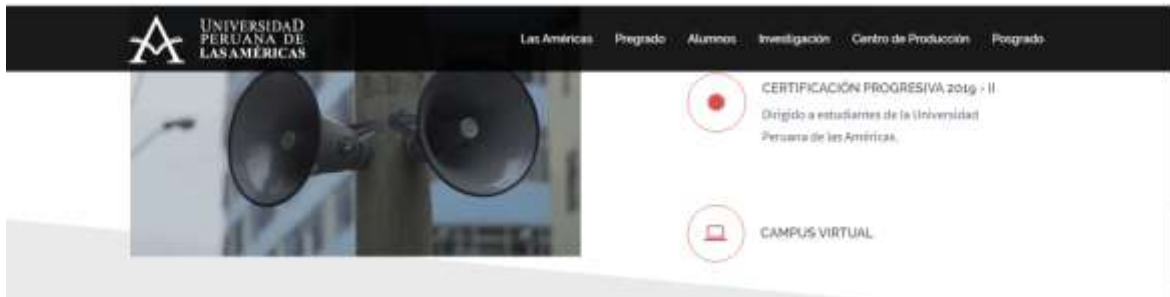 UNIVERSIDAD
PERUANA DE
LAS AMÉRICAS
Las Américas Pregrado Alumnos Investigación Centro de Producción Posgrado
CERTIFICACIÓN PROGRESIVA 2019 - II
Dirigido a estudiantes de la Universidad
Peruana de las Américas.
CAMPUS VIRTUAL